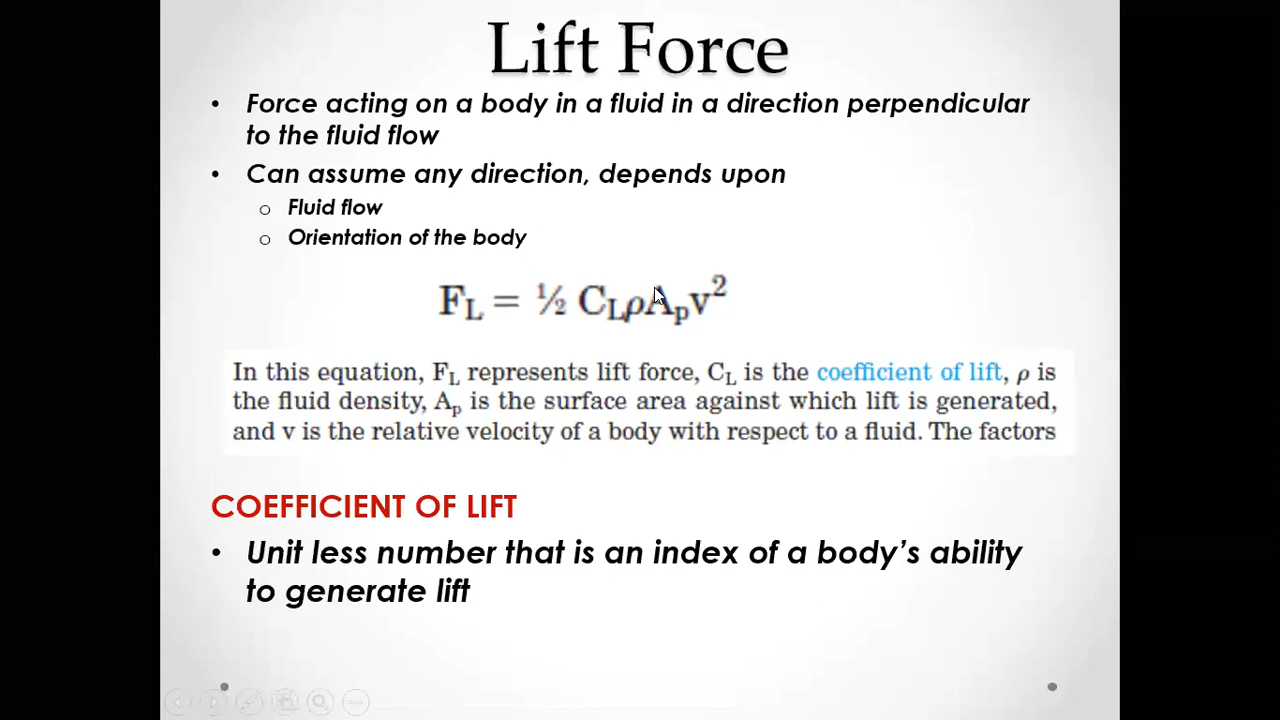 Lift Force
• Force acting on a body in a fluid in a direction perpendicular
to the fluid flow
• Can assume any direction, depends upon
o Fluid flow
o Orientation of the body
F_L = ½ C_LρA_pv²
In this equation, F_L represents lift force, C_L is the coefficient of lift, ρ is
the fluid density, A_p is the surface area against which lift is generated,
and v is the relative velocity of a body with respect to a fluid. The factors
COEFFICIENT OF LIFT
• Unit less number that is an index of a body’s ability
to generate lift